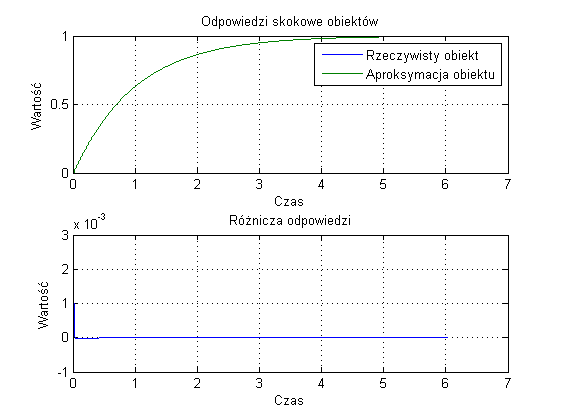 Odpowiedzi skokowe obiektów
1
0.5
0
Wartość
Rzeczywisty obiekt
Aproksymacja obiektu
0 1 2 3 4 5 6 7
Czas
x 10^-3
Różnicza odpowiedzi
3
2
1
0
-1
Wartość
0 1 2 3 4 5 6 7
Czas